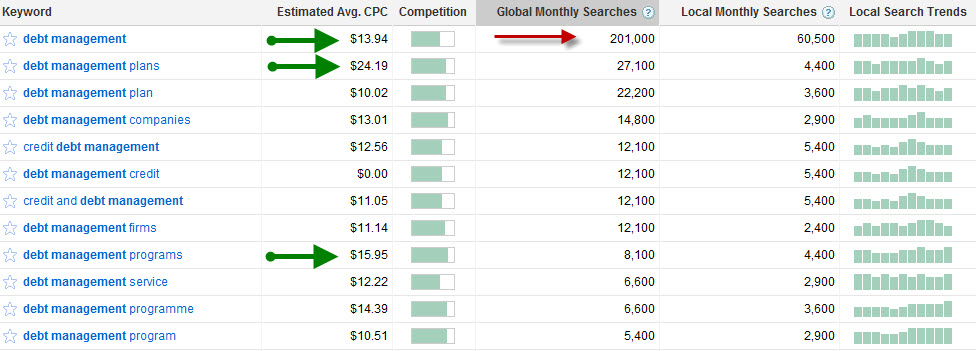 Keyword Estimated Avg. CPC Competition Global Monthly Searches ? Local Monthly Searches ? Local Search Trends
debt management $13.94 201,000 60,500
debt management plans $24.19 27,100 4,400
debt management plan $10.02 22,200 3,600
debt management companies $13.01 14,800 2,900
credit debt management $12.56 12,100 5,400
debt management credit $0.00 12,100 5,400
credit and debt management $11.05 12,100 5,400
debt management firms $11.14 12,100 2,400
debt management programs $15.95 8,100 4,400
debt management service $12.22 6,600 2,900
debt management programme $14.39 6,600 3,600
debt management program $10.51 5,400 2,900